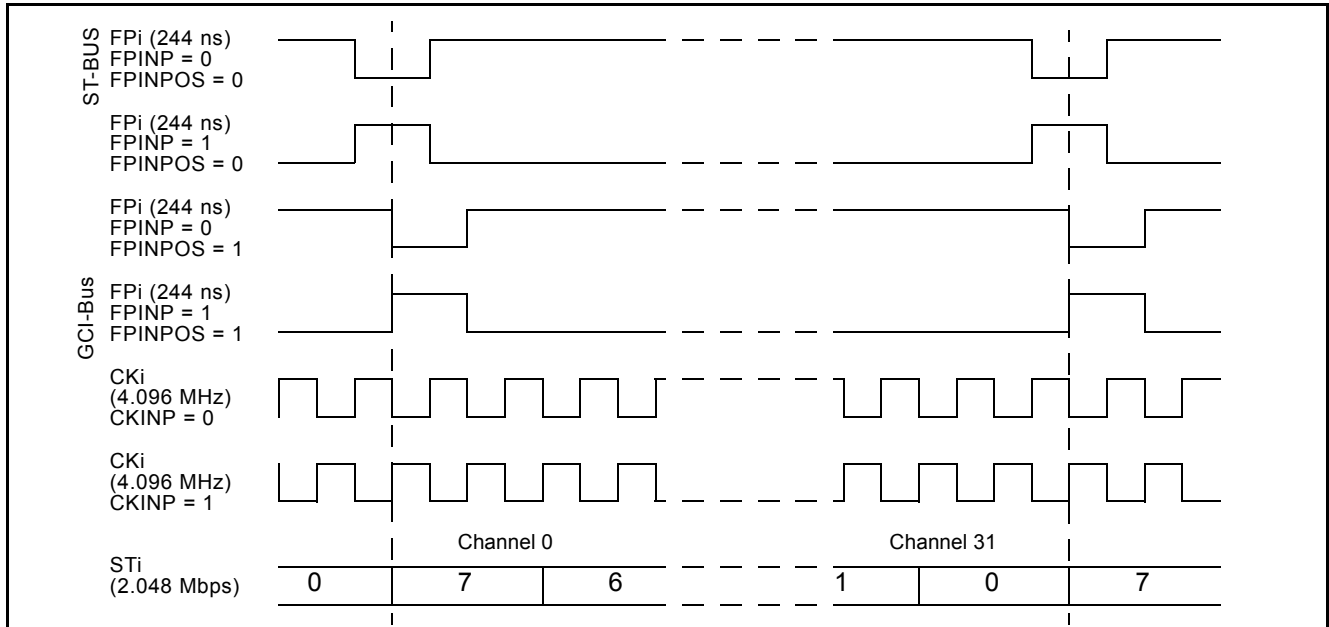 ST-BUS
FPi (244 ns)
FPINP = 0
FPINPOS = 0
FPi (244 ns)
FPINP = 1
FPINPOS = 0
FPi (244 ns)
FPINP = 0
FPINPOS = 1
GCI-Bus
FPi (244 ns)
FPINP = 1
FPINPOS = 1
CKi
(4.096 MHz)
CKINP = 0
CKi
(4.096 MHz)
CKINP = 1
Channel 0 Channel 31
STi
(2.048 Mbps)
0 7 6 1 0 7